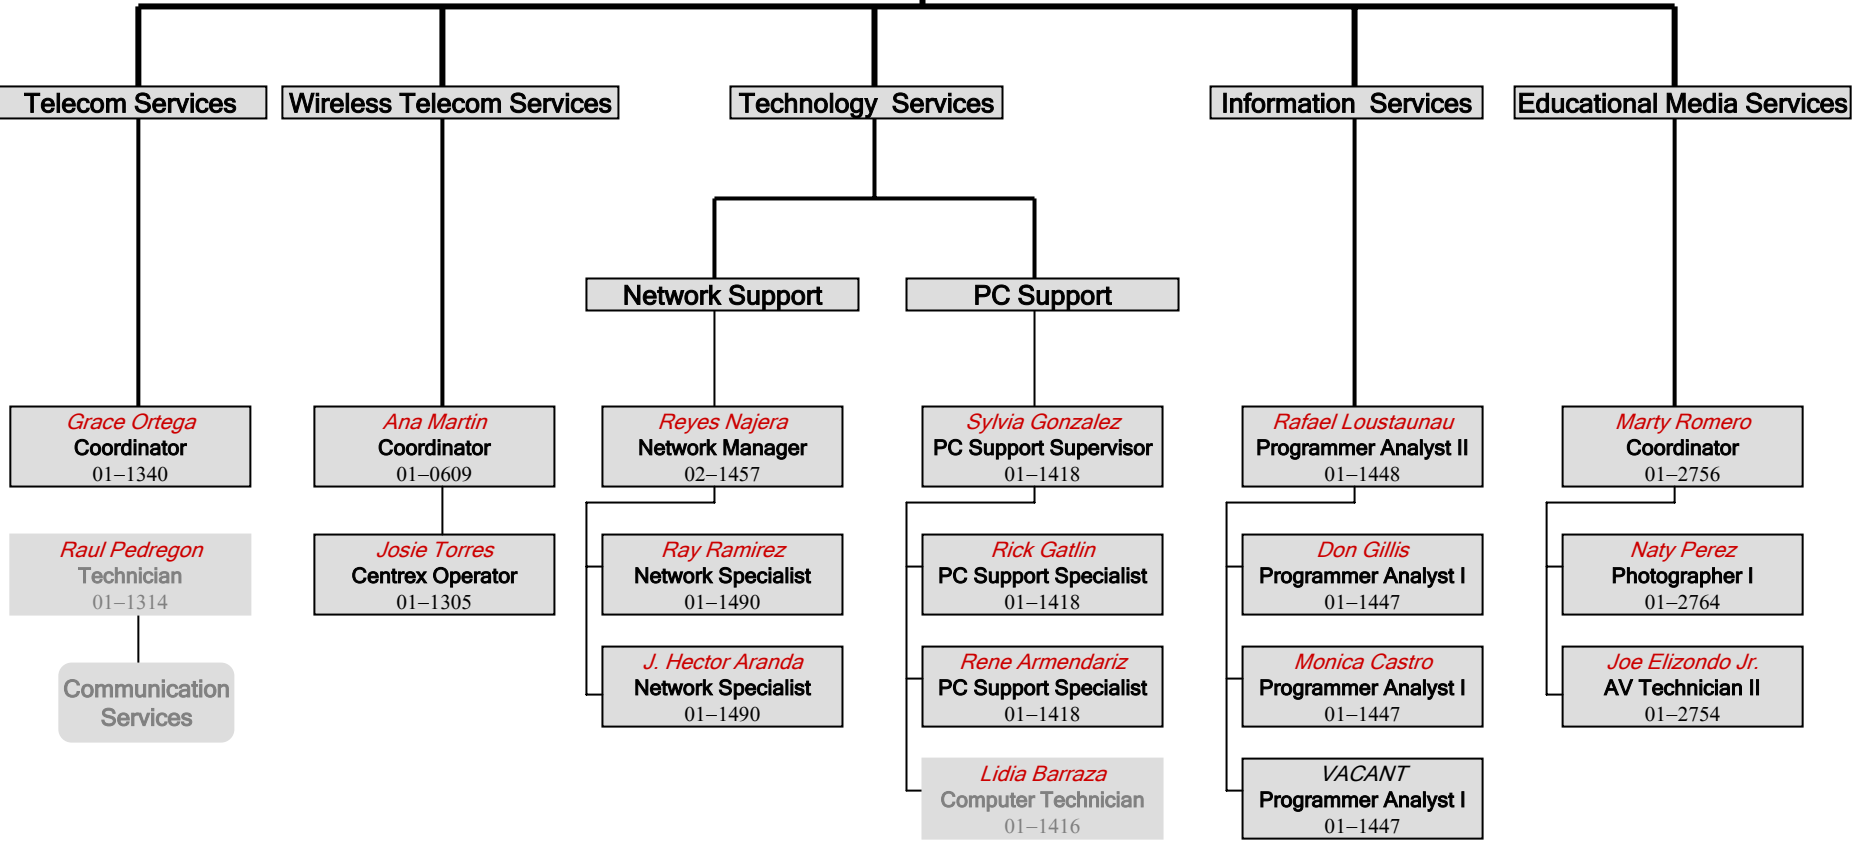 Telecom Services
Wireless Telecom Services
Technology Services
Information Services
Educational Media Services
Network Support
PC Support
Grace Ortega
Coordinator
01–1340
Ana Martin
Coordinator
01–0609
Reyes Najera
Network Manager
02–1457
Sylvia Gonzalez
PC Support Supervisor
01–1418
Rafael Loustaunau
Programmer Analyst II
01–1448
Marty Romero
Coordinator
01–2756
Raul Pedregon
Technician
01–1314
Josie Torres
Centrex Operator
01–1305
Ray Ramirez
Network Specialist
01–1490
Rick Gatlin
PC Support Specialist
01–1418
Don Gillis
Programmer Analyst I
01–1447
Naty Perez
Photographer I
01–2764
Communication
Services
J. Hector Aranda
Network Specialist
01–1490
Rene Armendariz
PC Support Specialist
01–1418
Monica Castro
Programmer Analyst I
01–1447
Joe Elizondo Jr.
AV Technician II
01–2754
Lidia Barraza
Computer Technician
01–1416
VACANT
Programmer Analyst I
01–1447